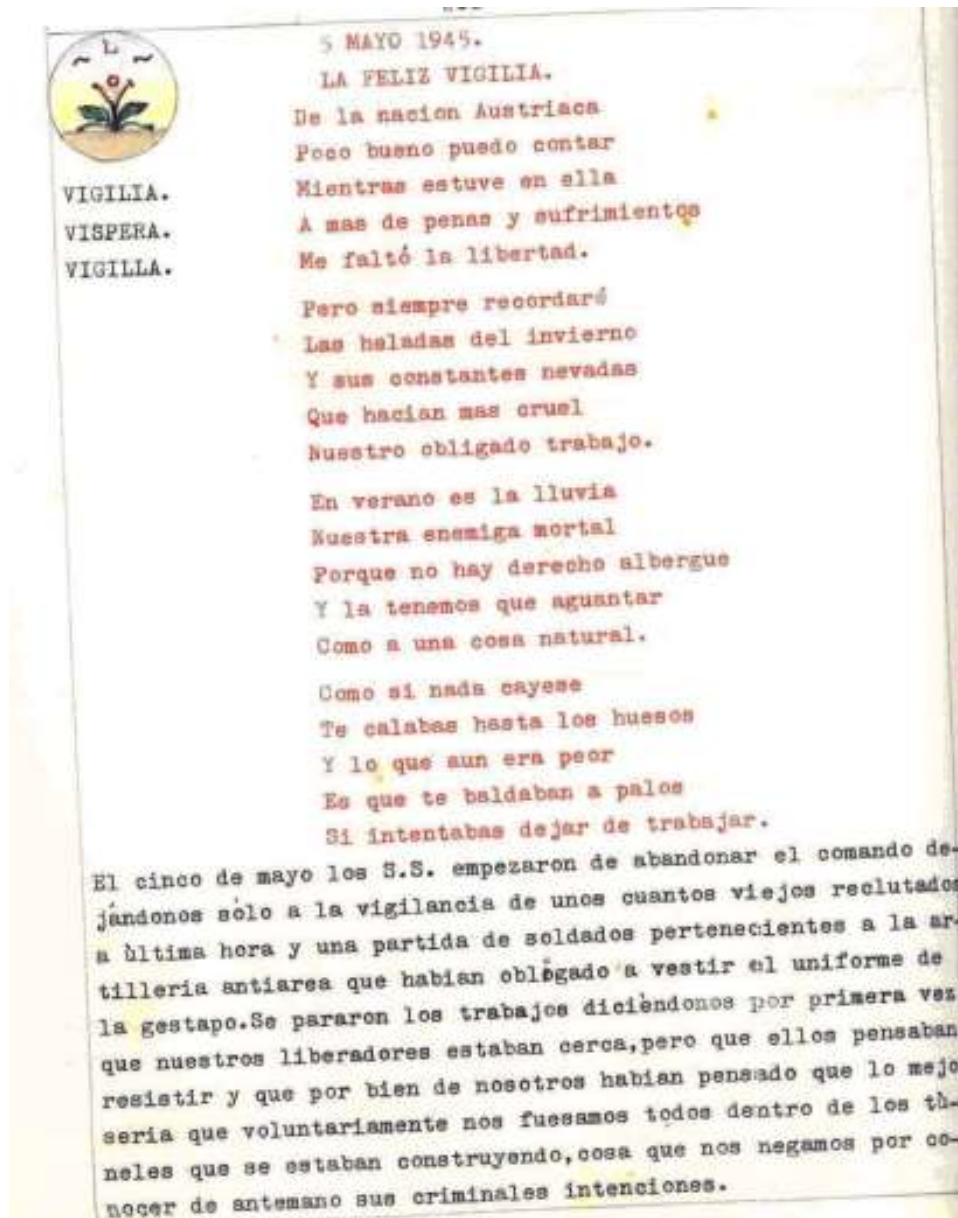 L
5 MAYO 1945.
LA FELIZ VIGILIA.
De la nacion Austriaca
Poco bueno puedo contar
Mientras estuve en ella
A mas de penas y sufrimientos
Me faltó la libertad.
VIGILIA.
VISPERA.
VIGILLA.
Pero siempre recordaré
Las heladas del invierno
Y sus constantes nevadas
Que hacian mas cruel
Nuestro obligado trabajo.
En verano es la lluvia
Nuestra enemiga mortal
Porque no hay derecho albergue
Y la tenemos que aguantar
Como a una cosa natural.
Como si nada cayese
Te calabas hasta los huesos
Y lo que aun era peor
Es que te baldaban a palos
Si intentabas dejar de trabajar.
El cinco de mayo los S.S. empezaron de abandonar el comando de-
jándonos sólo a la vigilancia de unos cuantos viejos reclutados
a ùltima hora y una partida de soldados pertenecientes a la ar-
tilleria antiarea que habian oblógado a vestir el uniforme de
la gestapo.Se pararon los trabajos dicièndonos por primera vez
que nuestros liberadores estaban cerca,pero que ellos pensaban
resistir y que por bien de nosotros habian pensado que lo mejo
seria que voluntariamente nos fuesamos todos dentro de los tù-
neles que se estaban construyendo,cosa que nos negamos por co-
nocer de antemano sus criminales intenciones.